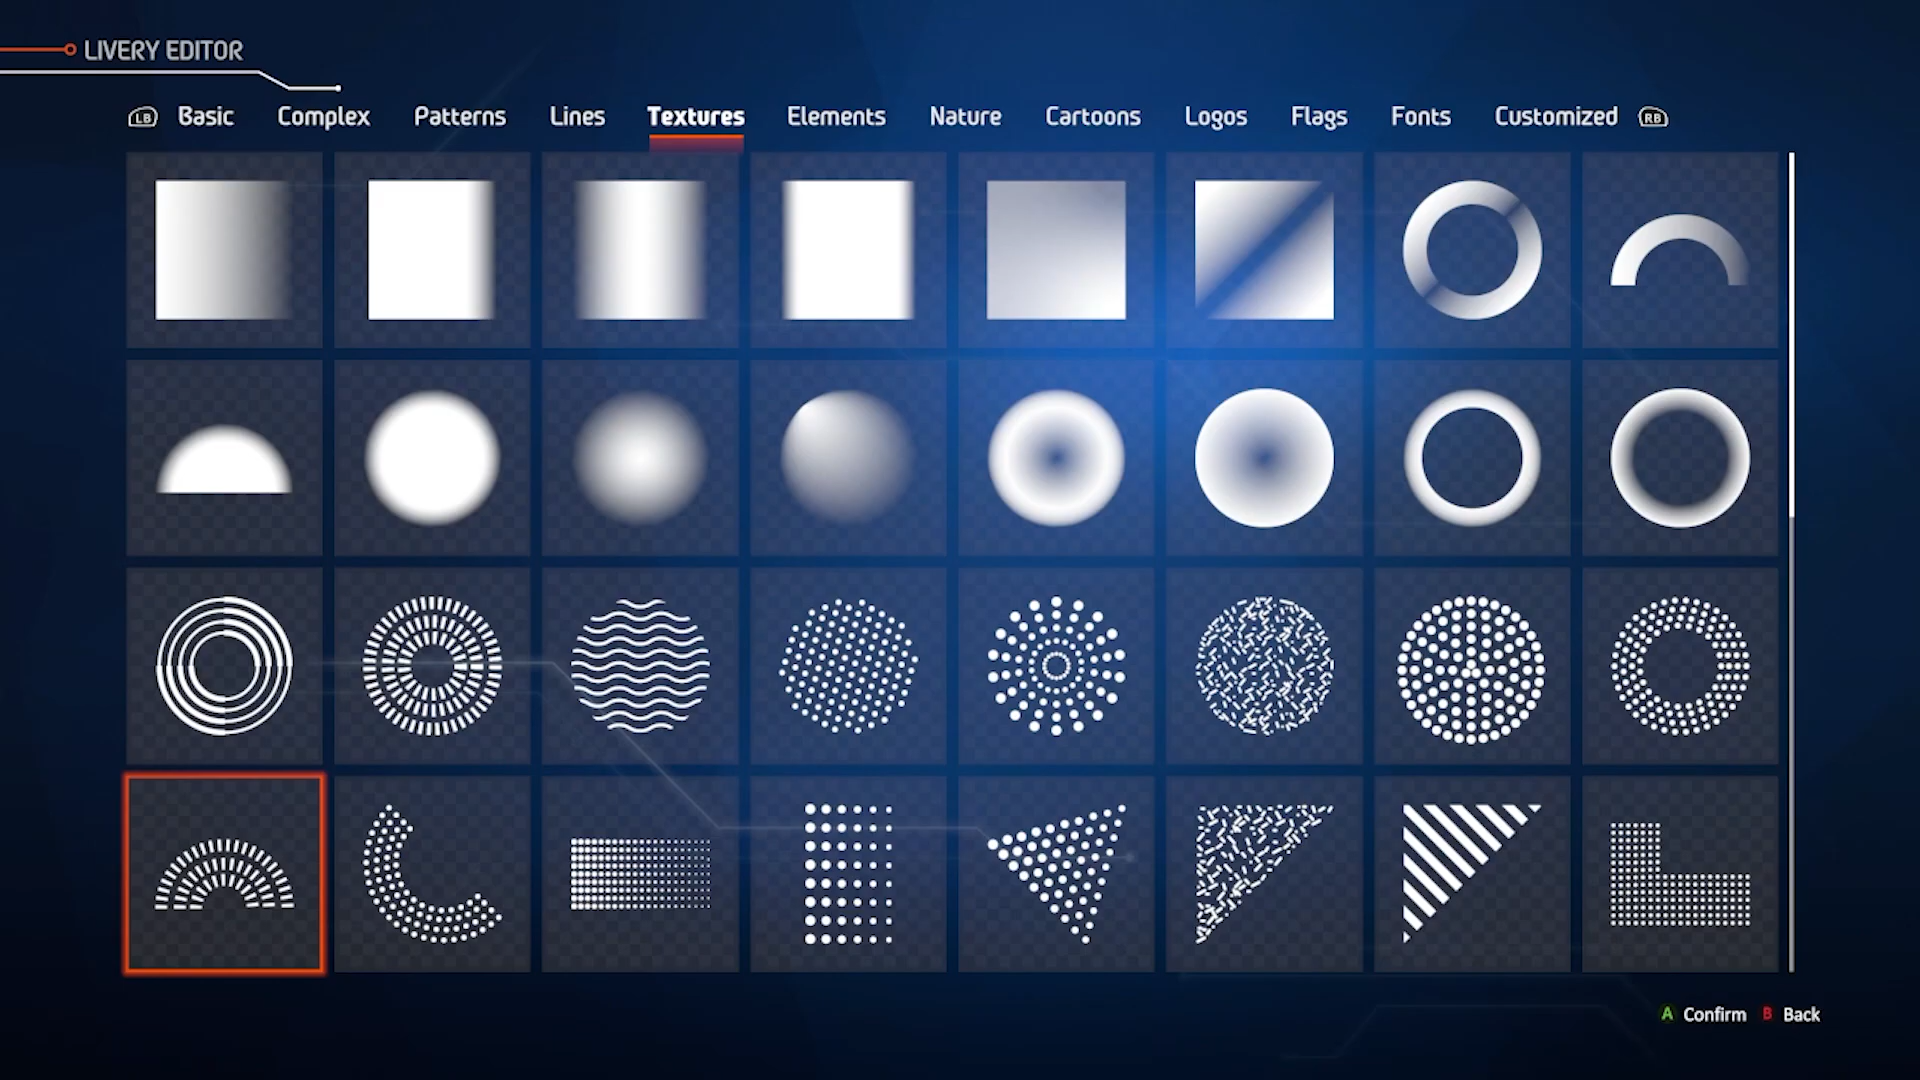 LIVERY EDITOR
LB Basic Complex Patterns Lines Textures Elements Nature Cartoons Logos Flags Fonts Customized RB
A Confirm B Back